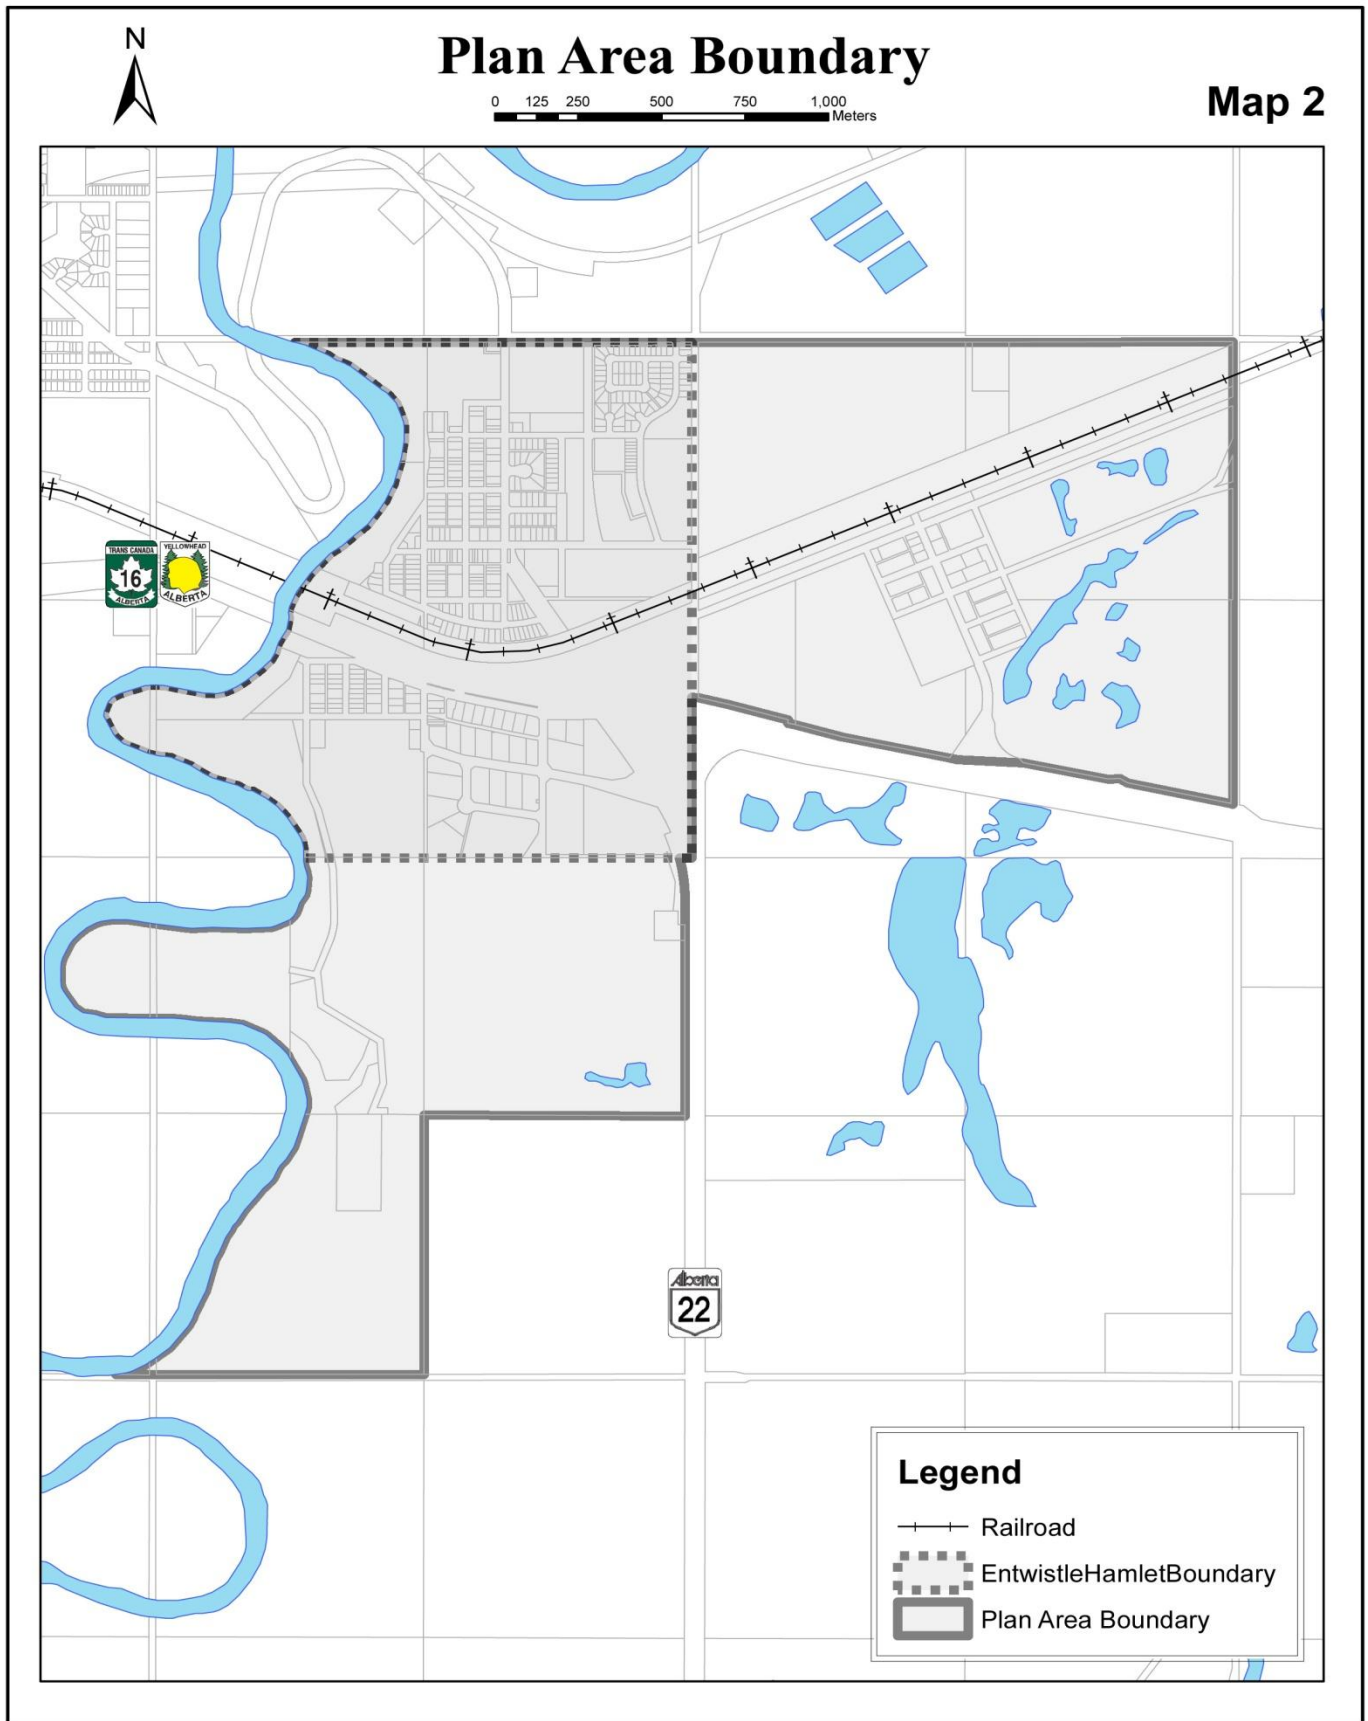 N
Plan Area Boundary
Map 2
0 125 250 500 750 1,000
Meters
TRANS CANADA
16
ALBERTA
YELLOWHEAD
ALBERTA
Alberta
22
Legend
Railroad
EntwistleHamletBoundary
Plan Area Boundary